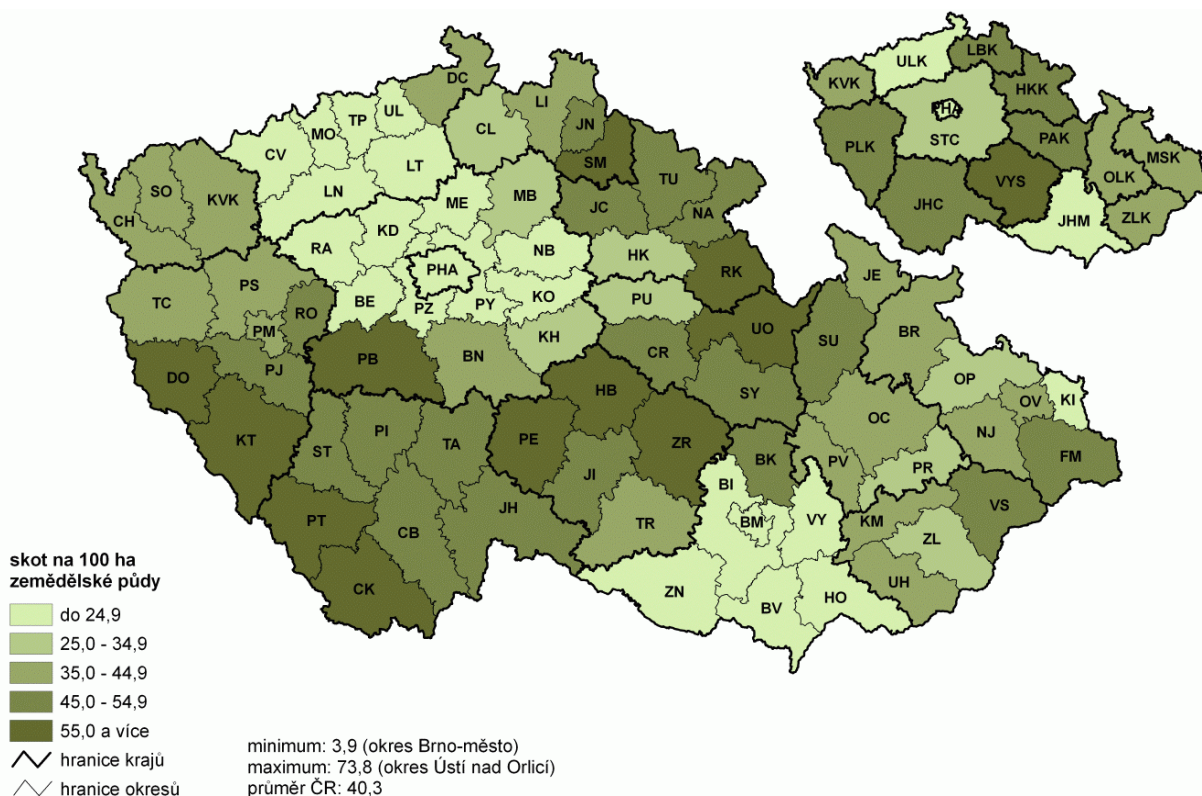 DC
UL
TP
MO
LI
JN
CL
CV
LT
SM
LN
SO
KVK
CH
MB
TU
JC
NA
ME
KD
RA
NB
PHA
HK
RK
TC
PS
RO
BE
PZ
PY
KO
PU
PM
KH
UO
PB
BN
CR
DO
PJ
SY
HB
KT
ST
PI
TA
PE
ZR
JI
JH
PT
CB
CK
TR
BK
BI
BM
VY
ZN
BV
HO
JE
SU
BR
OP
KI
OV
OC
NJ
PV
PR
FM
KM
VS
ZL
UH
ULK
LBK
KVK
HKK
PHA
STC
PLK
PAK
MSK
OLK
VYS
JHC
JHM
ZLK
skot na 100 ha
zemědělské půdy
do 24,9
25,0 - 34,9
35,0 - 44,9
45,0 - 54,9
55,0 a více
hranice krajů
hranice okresů
minimum: 3,9 (okres Brno-město)
maximum: 73,8 (okres Ústí nad Orlicí)
průměr ČR: 40,3